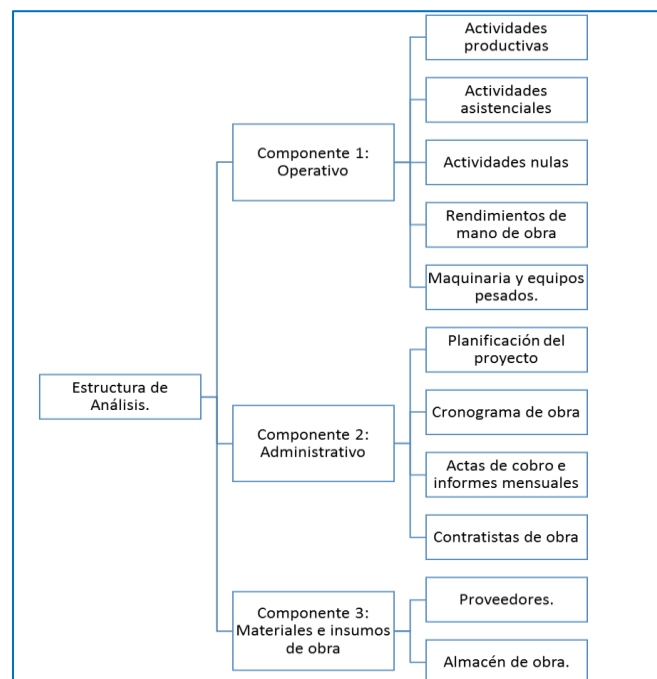 Estructura de
Análisis.
Componente 1:
Operativo
Actividades
productivas
Actividades
asistenciales
Actividades nulas
Rendimientos de
mano de obra
Maquinaria y equipos
pesados.
Componente 2:
Administrativo
Planificación del
proyecto
Cronograma de obra
Actas de cobro e
informes mensuales
Contratistas de obra
Componente 3:
Materiales e insumos
de obra
Proveedores.
Almacén de obra.